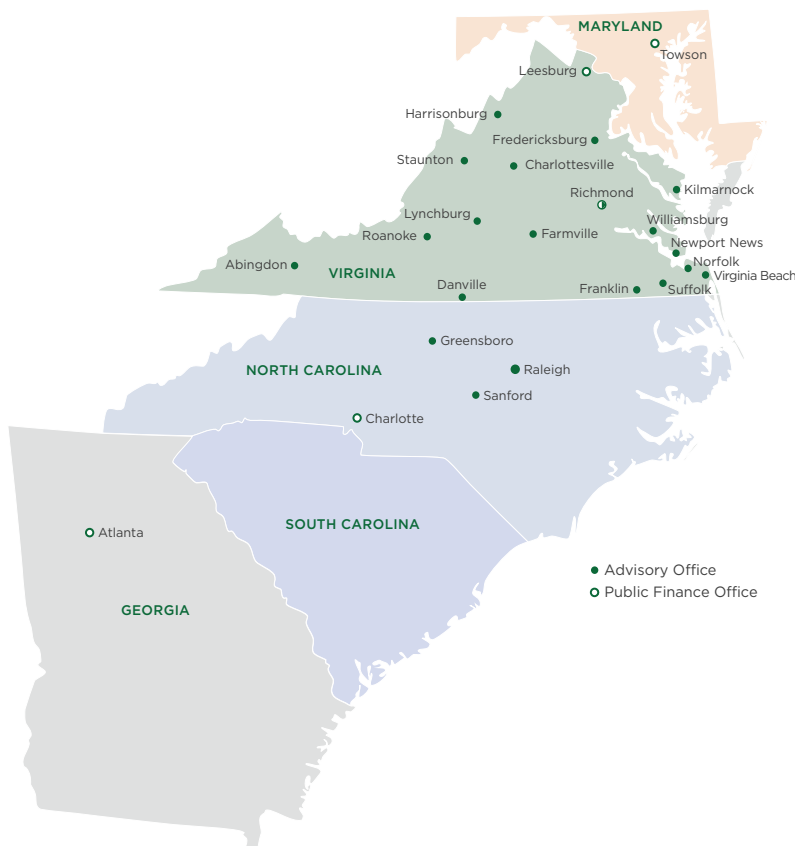 MARYLAND
Towson
Leesburg
Harrisonburg
Fredericksburg
Staunton
Charlottesville
Kilmarnock
Richmond
Lynchburg
Williamsburg
Roanoke
Farmville
Newport News
Abingdon
Norfolk
VIRGINIA
Virginia Beach
Danville
Franklin
Suffolk
Greensboro
NORTH CAROLINA
Raleigh
Sanford
Charlotte
SOUTH CAROLINA
Atlanta
Advisory Office
Public Finance Office
GEORGIA